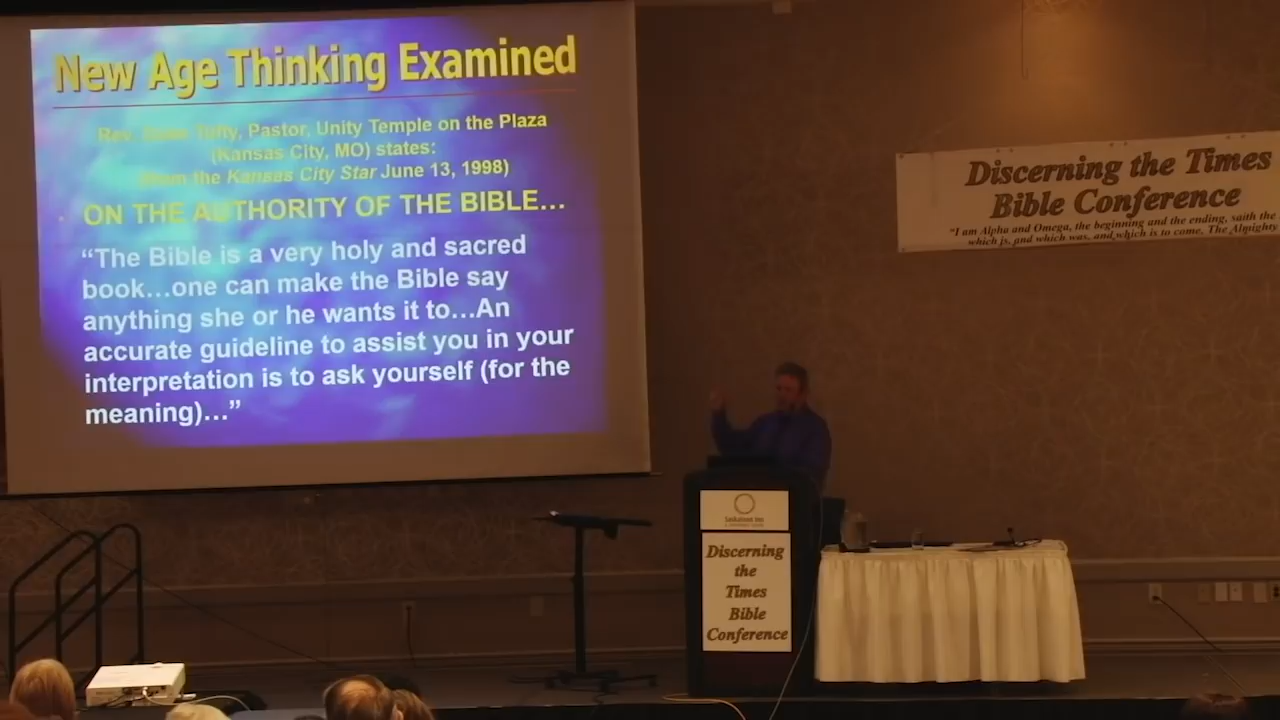 New Age Thinking Examined
Rev. Tuffy, Pastor, Unity Temple on the Plaza
(Kansas City, MO) states:
the Kansas City Star June 13, 1998)
ON THE AUTHORITY OF THE BIBLE…
“The Bible is a very holy and sacred
book…one can make the Bible say
anything she or he wants it to…An
accurate guideline to assist you in your
interpretation is to ask yourself (for the
meaning)…”
Discerning the Times
Bible Conference
“I am Alpha and Omega, the beginning and the ending, saith the
which is, and which was, and which is to come, The Almighty
Discerning
the
Times
Bible
Conference